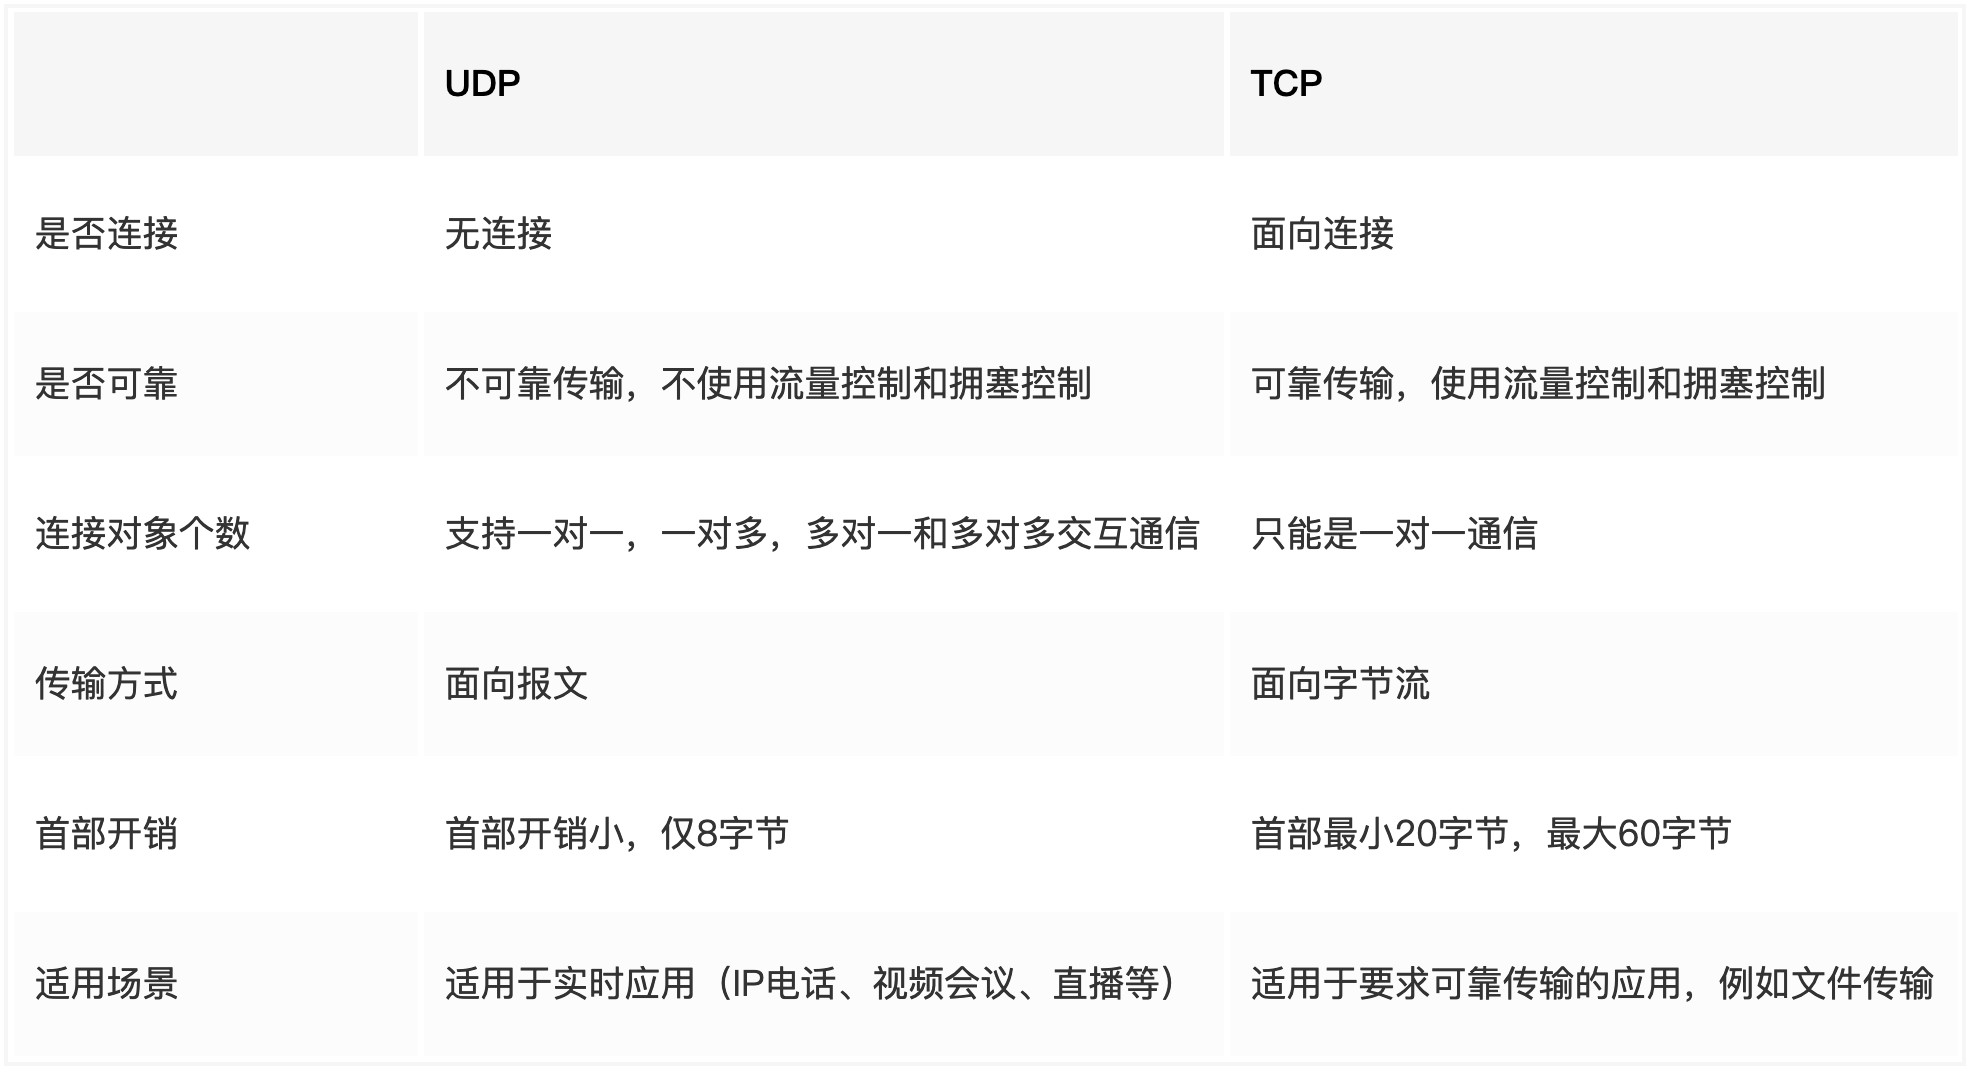 UDP TCP
是否连接 无连接 面向连接
是否可靠 不可靠传输，不使用流量控制和拥塞控制 可靠传输，使用流量控制和拥塞控制
连接对象个数 支持一对一，一对多，多对一和多对多交互通信 只能是一对一通信
传输方式 面向报文 面向字节流
首部开销 首部开销小，仅8字节 首部最小20字节，最大60字节
适用场景 适用于实时应用（IP电话、视频会议、直播等） 适用于要求可靠传输的应用，例如文件传输